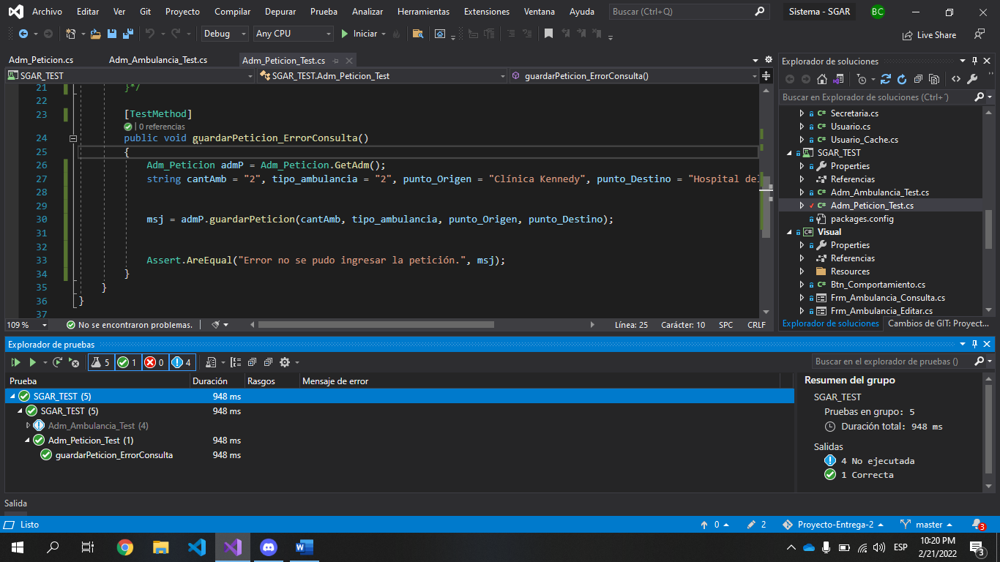 Archivo Editar Ver Git Proyecto Compilar Depurar Prueba Analizar Herramientas Extensiones Ventana Ayuda Buscar (Ctrl+Q) Sistema - SGAR BC
Debug Any CPU Iniciar Live Share
Adm_Peticion.cs Adm_Ambulancia_Test.cs Adm_Peticion_Test.cs
SGAR_TEST SGAR_TEST.Adm_Peticion_Test guardarPeticion_ErrorConsulta()
21 }*/
22
23 [TestMethod]
| 0 referencias
24 public void guardarPeticion_ErrorConsulta()
25 {
26 Adm_Peticion admP = Adm_Peticion.GetAdm();
27 string cantAmb = "2", tipo_ambulancia = "2", punto_Origen = "Clínica Kennedy", punto_Destino = "Hospital del
28
29
30 msj = admP.guardarPeticion(cantAmb, tipo_ambulancia, punto_Origen, punto_Destino);
31
32
33 Assert.AreEqual("Error no se pudo ingresar la petición.", msj);
34 }
35 }
36 }
37
109 % No se encontraron problemas. Línea: 25 Carácter: 10 SPC CRLF
Explorador de soluciones
Buscar en Explorador de soluciones (Ctrl+´)
C# Secretaria.cs
C# Usuario.cs
C# Usuario_Cache.cs
SGAR_TEST
Properties
Referencias
C# Adm_Ambulancia_Test.cs
C# Adm_Peticion_Test.cs
packages.config
C# Visual
Properties
Referencias
Resources
C# Btn_Comportamiento.cs
Frm_Ambulancia_Consulta.cs
Frm_Ambulancia_Editar.cs
Explorador de soluciones Cambios de GIT: Proyect...
Explorador de pruebas
5 1 0 4 Buscar en el explorador de pruebas ()
Prueba Duración Rasgos Mensaje de error
SGAR_TEST (5) 948 ms
SGAR_TEST (5) 948 ms
Adm_Ambulancia_Test (4)
Adm_Peticion_Test (1) 948 ms
guardarPeticion_ErrorConsulta 948 ms
Resumen del grupo
SGAR_TEST
Pruebas en grupo: 5
Duración total: 948 ms
Salidas
4 No ejecutada
1 Correcta
Salida
Listo 0 2 Proyecto-Entrega-2 master 3
W ESP 10:20 PM
2/21/2022 3